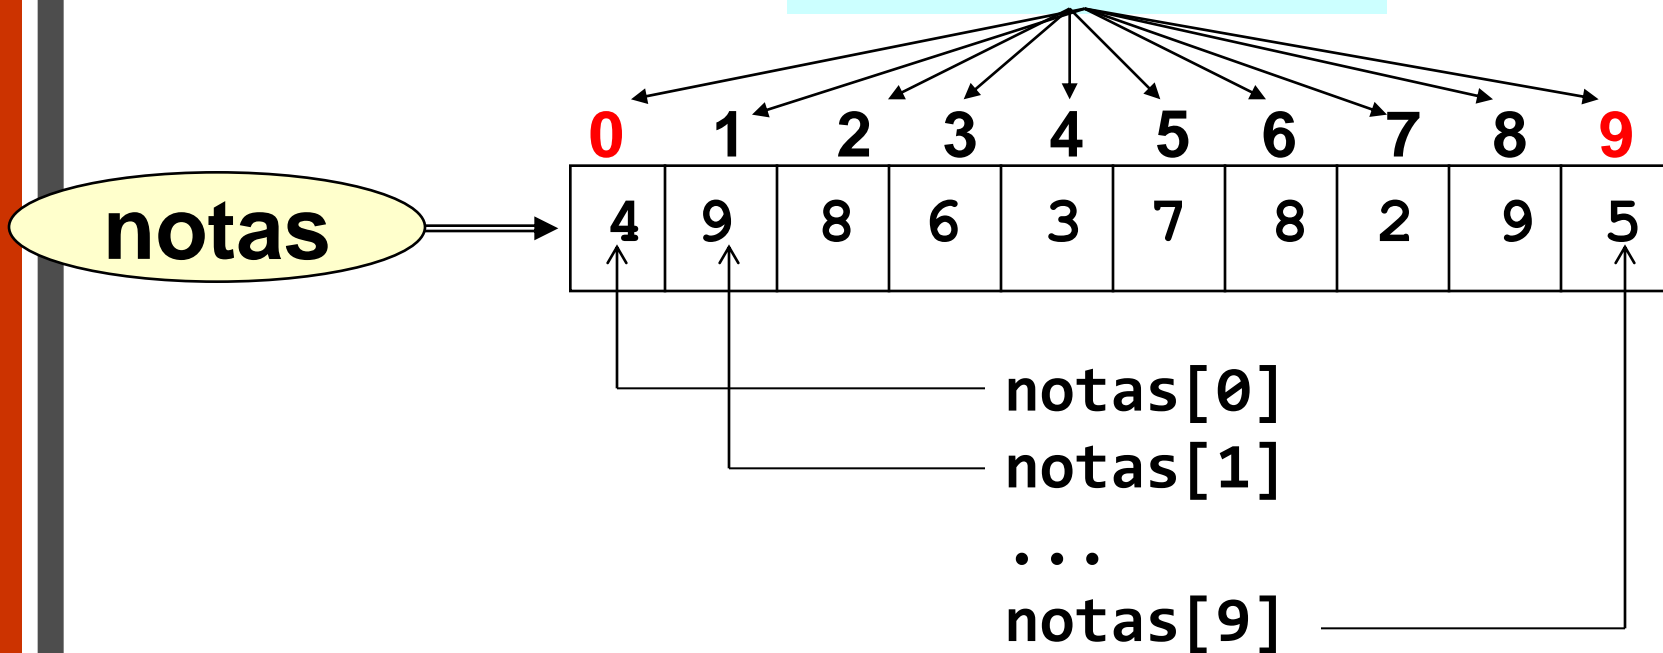 0 1 2 3 4 5 6 7 8 9
notas 4 9 8 6 3 7 8 2 9 5
notas[0]
notas[1]
...
notas[9]